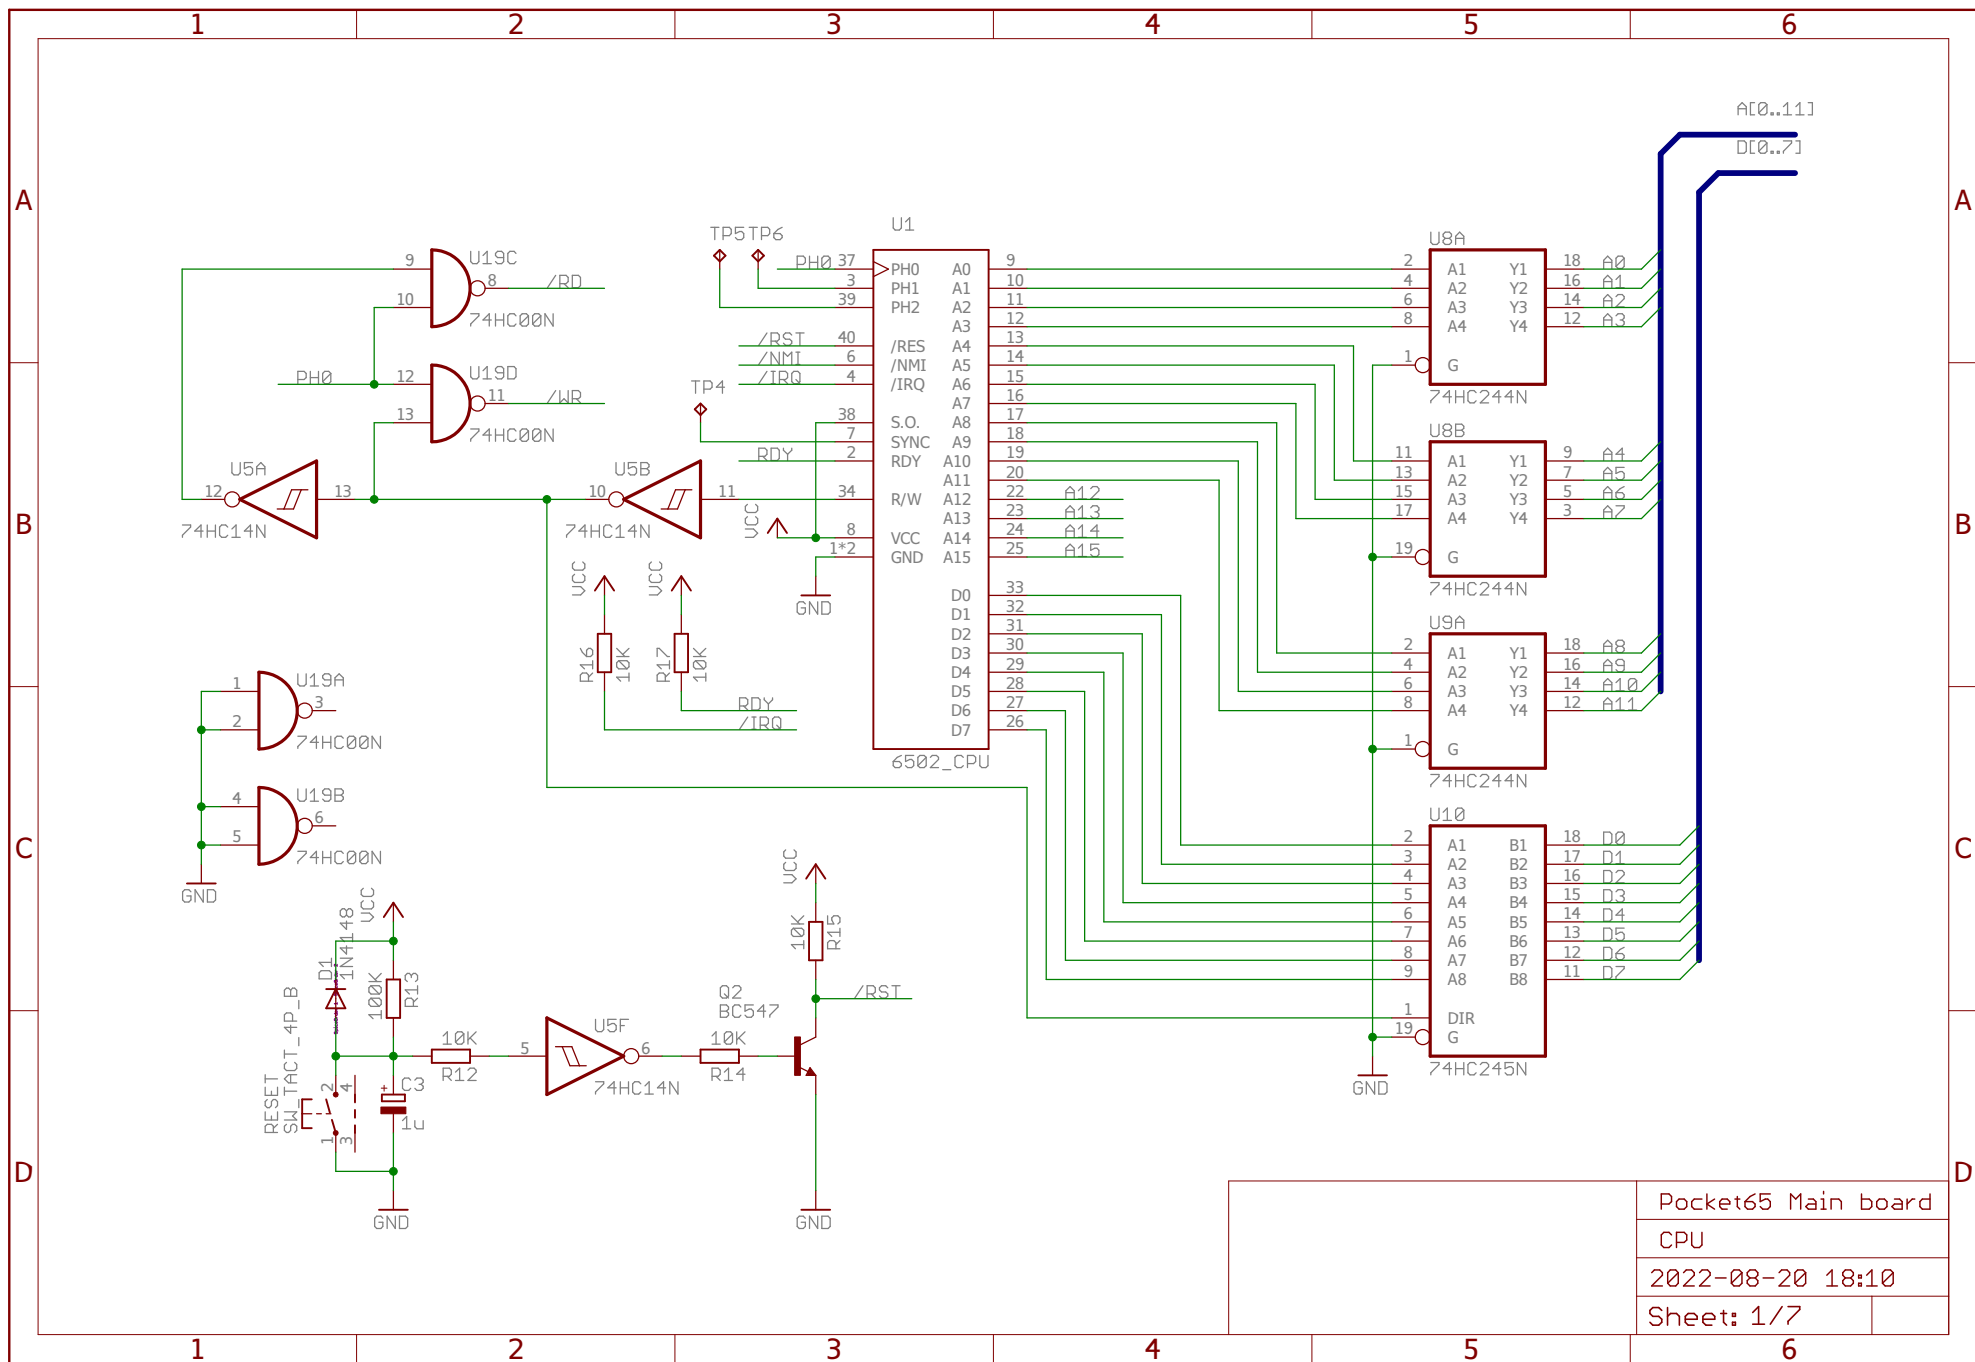 1 2 3 4 5 6
A[0..11]
D[0..7]
A A
U1
U8A
2 A1 Y1 18 A0
4 A2 Y2 16 A1
6 A3 Y3 14 A2
8 A4 Y4 12 A3
1 G
74HC244N
U8B
11 A1 Y1 9 A4
13 A2 Y2 7 A5
15 A3 Y3 5 A6
17 A4 Y4 3 A7
19 G
74HC244N
U9A
2 A1 Y1 18 A8
4 A2 Y2 16 A9
6 A3 Y3 14 A10
8 A4 Y4 12 A11
1 G
74HC244N
U10
2 A1 B1 18 D0
3 A2 B2 17 D1
4 A3 B3 16 D2
5 A4 B4 15 D3
6 A5 B5 14 D4
7 A6 B6 13 D5
8 A7 B7 12 D6
9 A8 B8 11 D7
1 DIR
19 G
74HC245N
GND
TP5 TP6
PH0 37 PH0 A0 9
3 PH1 A1 10
39 PH2 A2 11
A3 12
/RST 40 /RES A4 13
/NMI 6 /NMI A5 14
/IRQ 4 /IRQ A6 15
TP4
A7 16
38 S.O. A8 17
7 SYNC A9 18
RDY 2 RDY A10 19
A11 20
34 R/W A12 22 A12
A13 23 A13
VCC 8 VCC A14 24 A14
1*2 GND A15 25 A15
GND
D0 33
D1 32
D2 31
D3 30
D4 29
D5 28
D6 27
D7 26
6502_CPU
9 U19C
8 /RD
10
74HC00N
PH0 12 U19D
11 /WR
13
74HC00N
U5A
12 13
74HC14N
U5B
10 11
74HC14N
B B
VCC VCC
R16 10K R17 10K
RDY
/IRQ
1 U19A
3
2
74HC00N
4 U19B
6
5
74HC00N
GND
C C
VCC
D1 1N4148
100K R13
RESET
SW_TACT_4P_B
2 4
1 3
C3
+
1u
GND
10K
R12
5 U5F 6
74HC14N
10K
R14
Q2
BC547
VCC
10K R15
/RST
GND
D D
Pocket65 Main board
CPU
2022-08-20 18:10
Sheet: 1/7
1 2 3 4 5 6